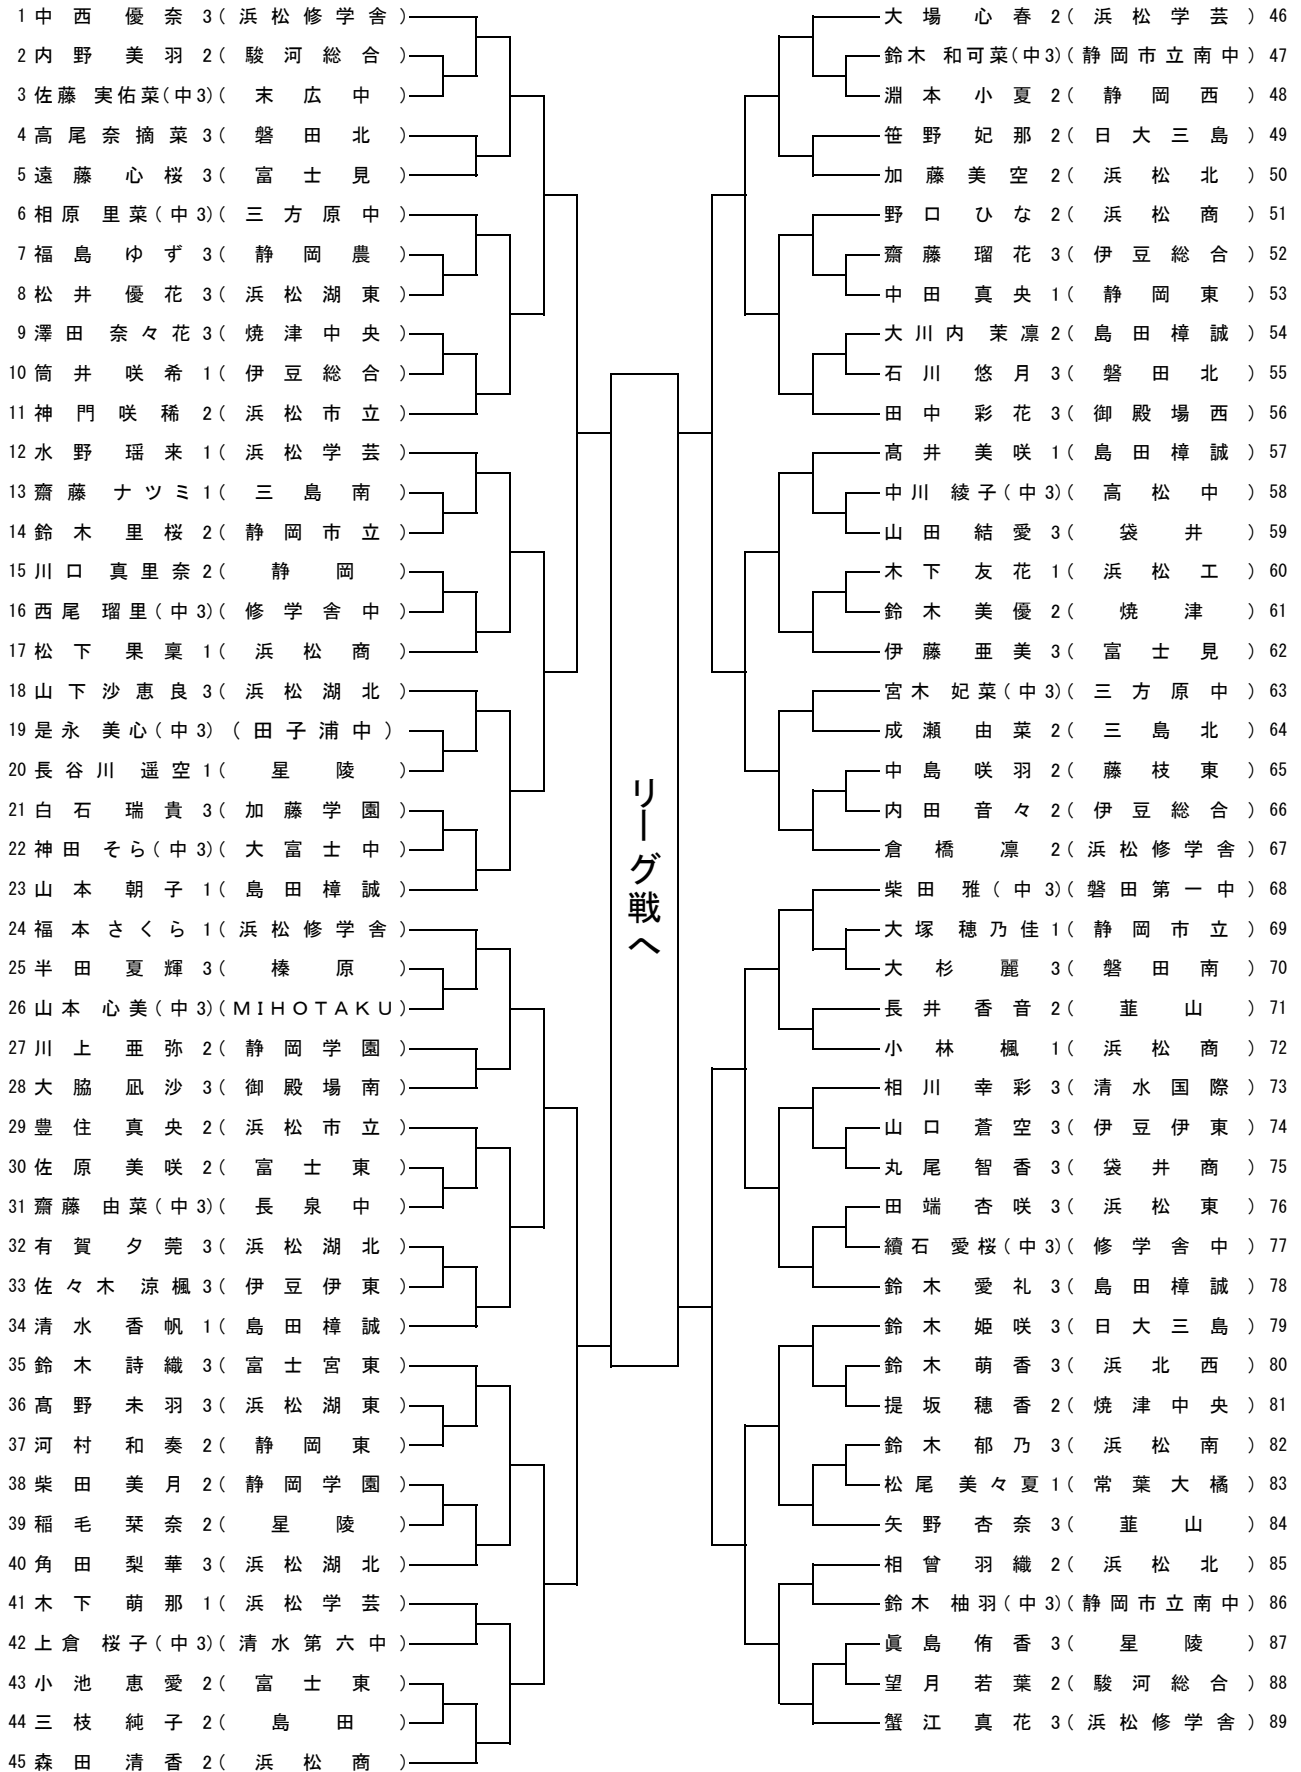 1 中西 優奈 3(浜松修学舎)
2 内野 美羽 2(駿河総合)
3 佐藤 実佑菜(中3)(末広中)
4 高尾奈摘菜 3(磐田北)
5 遠藤 心桜 3(富士見)
6 相原 里菜(中3)(三方原中)
7 福島 ゆず 3(静岡農)
8 松井 優花 3(浜松湖東)
9 澤田 奈々花 3(焼津中央)
10 筒井 咲希 1(伊豆総合)
11 神門咲稀 2(浜松市立)
12 水野 瑶来 1(浜松学芸)
13 齋藤 ナツミ 1(三島南)
14 鈴木 里桜 2(静岡市立)
15 川口 真里奈 2(静岡)
16 西尾 瑠里(中3)(修学舎中)
17 松下 果稟 1(浜松商)
18 山下沙恵良 3(浜松湖北)
19 是永 美心(中3)(田子浦中)
20 長谷川 遥空 1(星陵)
21 白石 瑞貴 3(加藤学園)
22 神田 そら(中3)(大富士中)
23 山本 朝子 1(島田樟誠)
24 福本さくら 1(浜松修学舎)
25 半田 夏輝 3(榛原)
26 山本 心美(中3)(MIHOTAKU)
27 川上 亜弥 2(静岡学園)
28 大脇 凪沙 3(御殿場南)
29 豊住 真央 2(浜松市立)
30 佐原 美咲 2(富士東)
31 齋藤 由菜(中3)(長泉中)
32 有賀 夕莞 3(浜松湖北)
33 佐々木 涼楓 3(伊豆伊東)
34 清水 香帆 1(島田樟誠)
35 鈴木 詩織 3(富士宮東)
36 髙野 未羽 3(浜松湖東)
37 河村 和奏 2(静岡東)
38 柴田 美月 2(静岡学園)
39 稲毛 栞奈 2(星陵)
40 角田 梨華 3(浜松湖北)
41 木下 萌那 1(浜松学芸)
42 上倉 桜子(中3)(清水第六中)
43 小池 恵愛 2(富士東)
44 三枝 純子 2(島田)
45 森田 清香 2(浜松商)
リーグ戦へ
大場 心春 2(浜松学芸) 46
鈴木 和可菜(中3)(静岡市立南中) 47
淵本 小夏 2(静岡西) 48
笹野 妃那 2(日大三島) 49
加藤美空 2(浜松北) 50
野口 ひな 2(浜松商) 51
齋藤 瑠花 3(伊豆総合) 52
中田 真央 1(静岡東) 53
大川内 茉凛 2(島田樟誠) 54
石川 悠月 3(磐田北) 55
田中 彩花 3(御殿場西) 56
髙井 美咲 1(島田樟誠) 57
中川 綾子(中3)(高松中) 58
山田 結愛 3(袋井) 59
木下 友花 1(浜松工) 60
鈴木 美優 2(焼津) 61
伊藤 亜美 3(富士見) 62
宮木 妃菜(中3)(三方原中) 63
成瀬 由菜 2(三島北) 64
中島 咲羽 2(藤枝東) 65
内田 音々 2(伊豆総合) 66
倉橋 凛 2(浜松修学舎) 67
柴田 雅(中3)(磐田第一中) 68
大塚 穂乃佳 1(静岡市立) 69
大杉 麗 3(磐田南) 70
長井 香音 2(韮山) 71
小林 楓 1(浜松商) 72
相川 幸彩 3(清水国際) 73
山口 蒼空 3(伊豆伊東) 74
丸尾 智香 3(袋井商) 75
田端 杏咲 3(浜松東) 76
續石 愛桜(中3)(修学舎中) 77
鈴木 愛礼 3(島田樟誠) 78
鈴木 姫咲 3(日大三島) 79
鈴木 萌香 3(浜北西) 80
提坂 穂香 2(焼津中央) 81
鈴木 郁乃 3(浜松南) 82
松尾 美々夏 1(常葉大橘) 83
矢野 杏奈 3(韮山) 84
相曾 羽織 2(浜松北) 85
鈴木 柚羽(中3)(静岡市立南中) 86
眞島 侑香 3(星陵) 87
望月 若葉 2(駿河総合) 88
蟹江 真花 3(浜松修学舎) 89